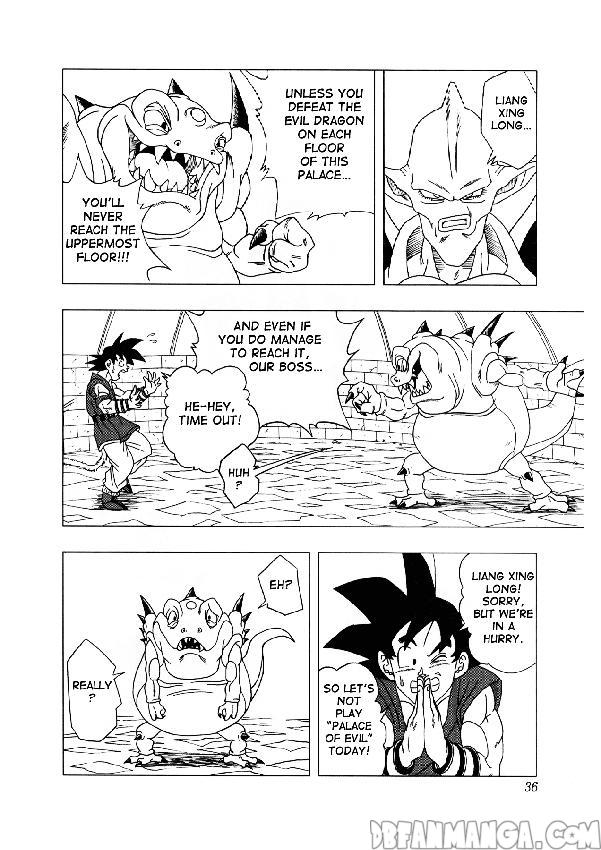 LIANG
XING
LONG...
UNLESS YOU
DEFEAT THE
EVIL DRAGON
ON EACH
FLOOR
OF THIS
PALACE...
YOU'LL
NEVER
REACH THE
UPPERMOST
FLOOR!!!
AND EVEN IF
YOU DO MANAGE
TO REACH IT,
OUR BOSS...
HE-HEY,
TIME OUT!
HUH
?
LIANG XING
LONG!
SORRY,
BUT WE'RE
IN A
HURRY.
SO LET'S
NOT
PLAY
"PALACE
OF EVIL"
TODAY!
EH?
REALLY
?
36
DBFANMANGA.COM